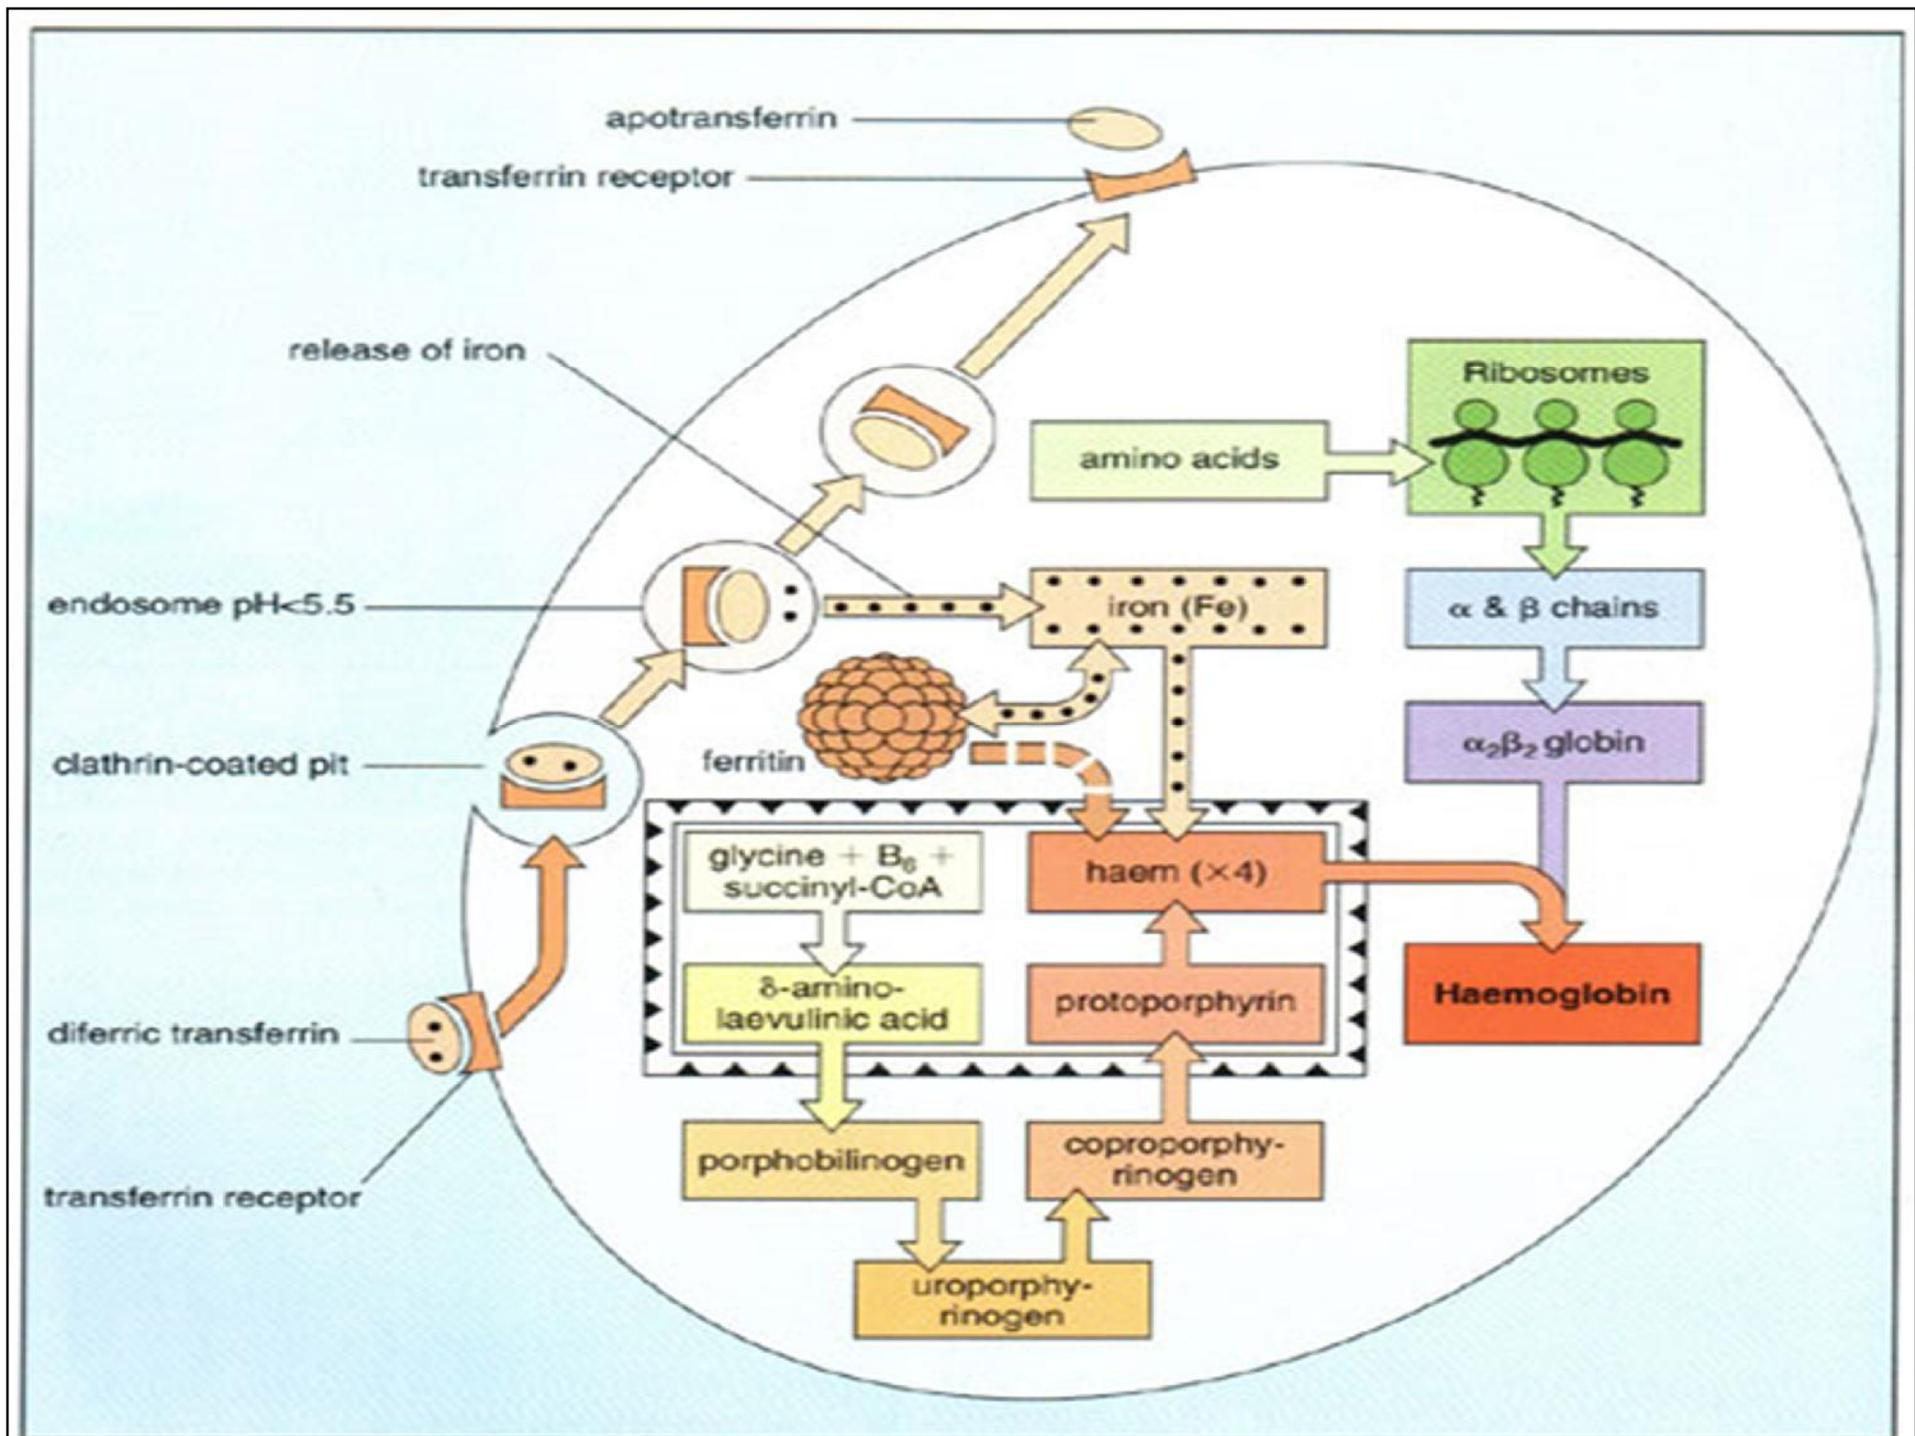 apotransferrin
transferrin receptor
release of iron
Ribosomes
amino acids
endosome pH<5.5
iron (Fe)
α & β chains
clathrin-coated pit
ferritin
α₂β₂ globin
glycine + B₆ +
succinyl-CoA
haem (×4)
δ-amino-
laevulinic acid
protoporphyrin
Haemoglobin
diferric transferrin
transferrin receptor
porphobilinogen
coproporphy-
rinogen
uroporphy-
rinogen